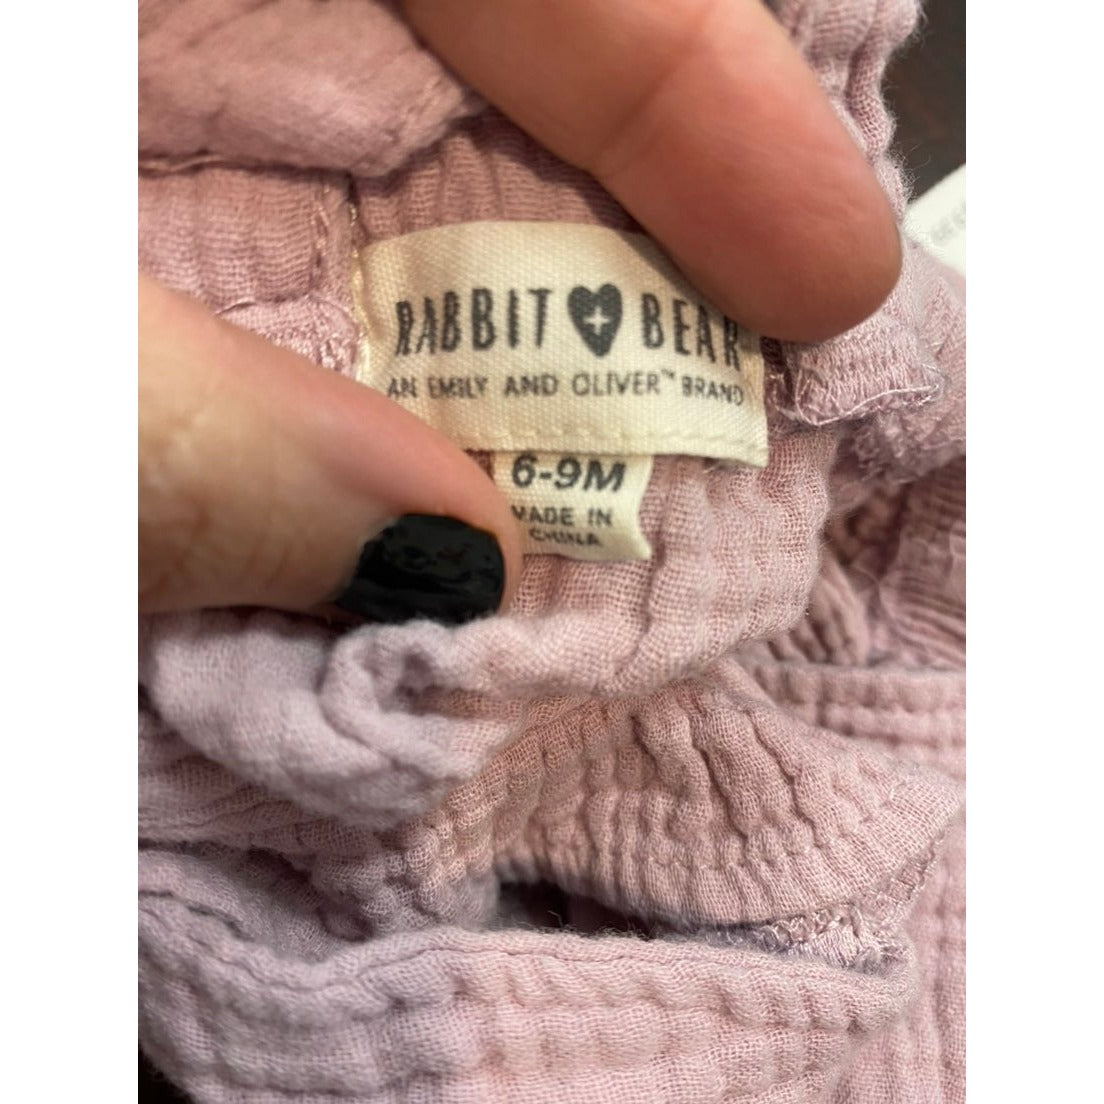 RABBIT BEAR
AN EMILY AND OLIVER™ BRAND
6-9M
MADE IN
CHINA